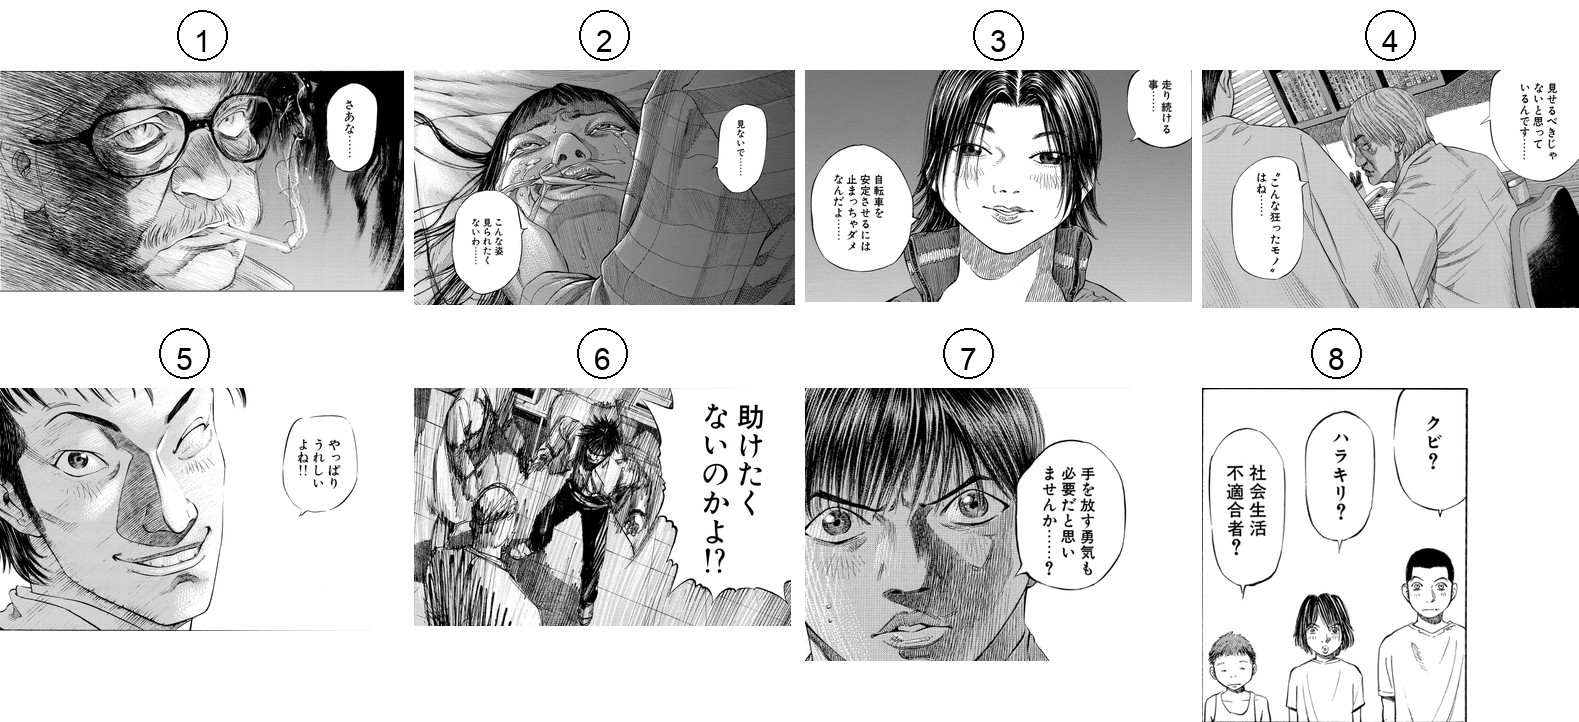 1
さあな……
2
見ないで……
こんな姿
見られたく
ないわ……
3
走り続ける
事……
自転車を
安定させるには
止まっちゃダメ
なんだよ……
4
見せるべきじゃ
ないと思って
いるんです……
〝こんな狂ったモノ〟
はね……
5
やっぱり
うれしい
よね!!
6
助けたく
ないのかよ!?
7
手を放す勇気も
必要だと思い
ませんか……?
8
クビ?
ハラキリ?
社会生活
不適合者?